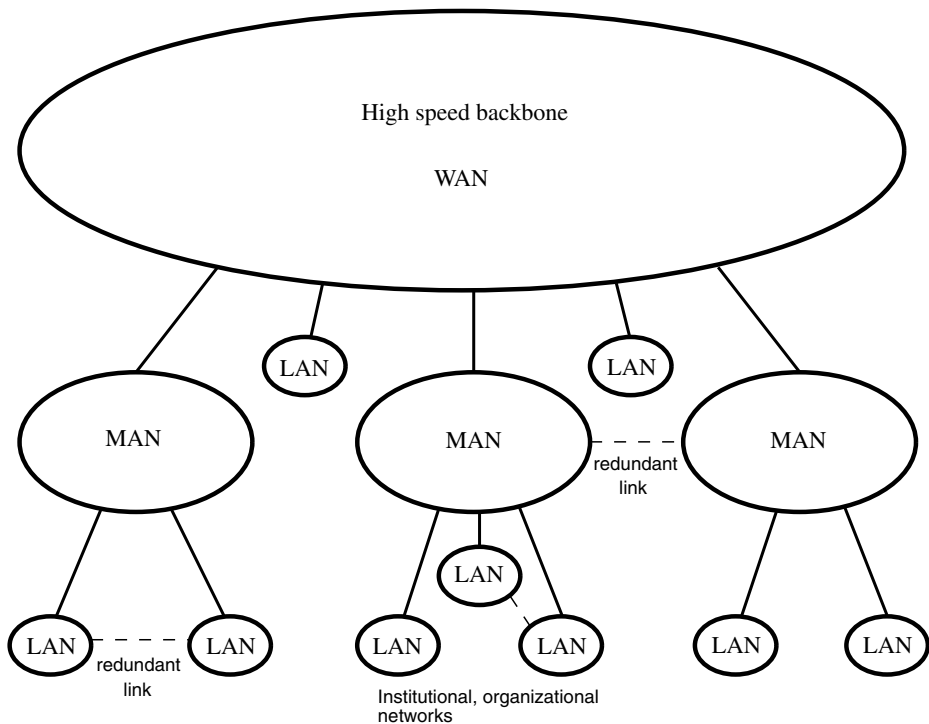 High speed backbone
WAN
LAN
LAN
MAN
MAN
MAN
redundant
link
LAN
LAN
LAN
LAN
LAN
LAN
LAN
redundant
link
Institutional, organizational
networks